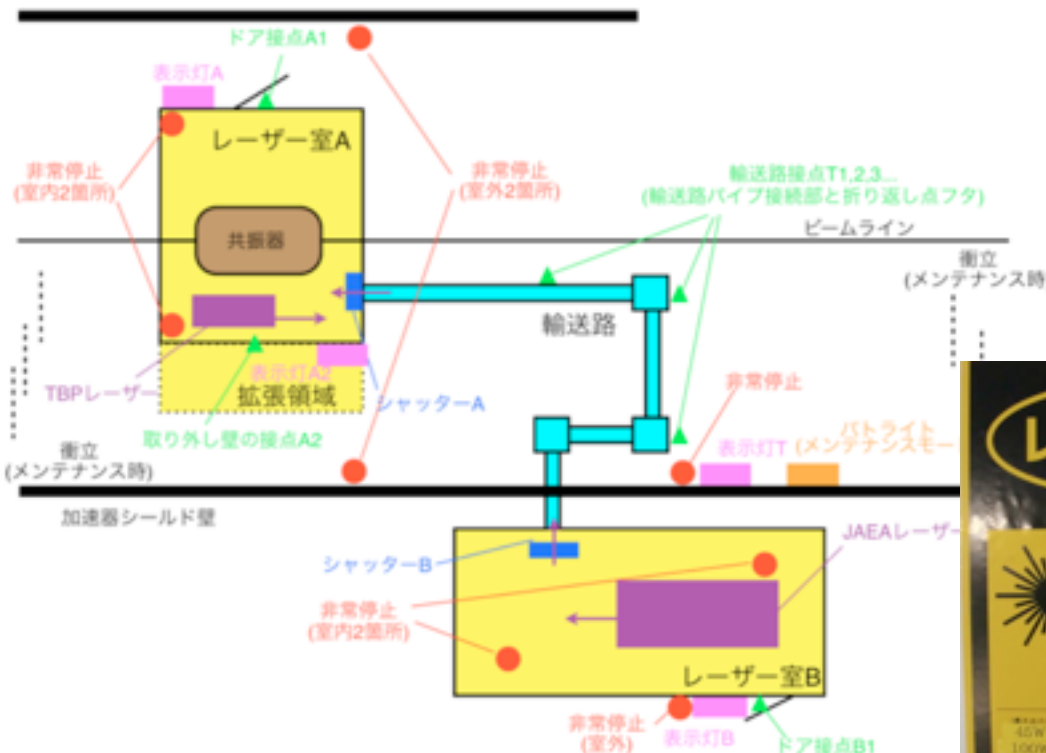 ドア接点A1
表示灯A
レーザー室A
非常停止
(室内2箇所)
非常停止
(室外2箇所)
輸送路接点T1,2,3...
(輸送路パイプ接続部と折り返し点フタ)
共振器
ビームライン
衝立
(メンテナンス時)
輸送路
TBPレーザー
表示灯A2
拡張領域
シャッターA
非常停止
取り外し壁の接点A2
衝立
(メンテナンス時)
表示灯T
パトライト
(メンテナンスモー
加速器シールド壁
JAEAレーザー
シャッターB
非常停止
(室内2箇所)
レーザー室B
非常停止
(室外)
表示灯B
ドア接点B1
45W